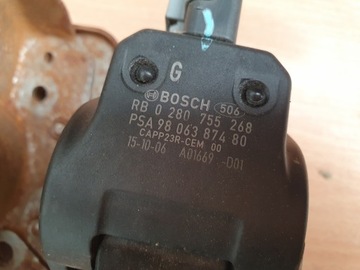 G
BOSCH 506
RB 0 280 755 268
PSA 98 063 874 80
CAPP23R-CEM 00
15-10-06 A01669 -D01